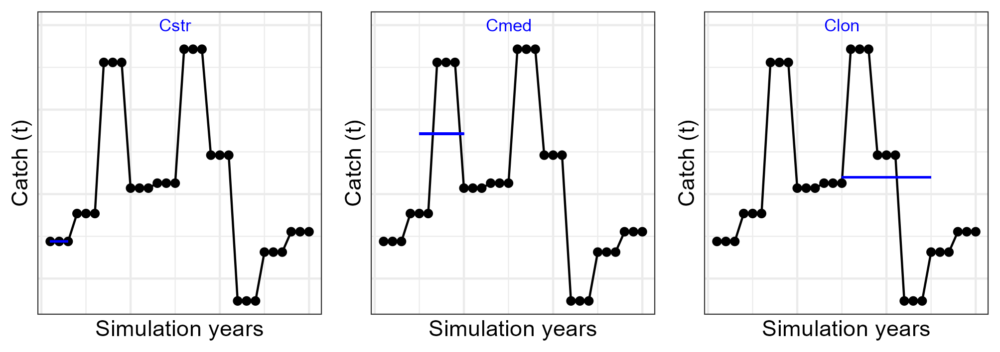 Cstr
Catch (t)
Simulation years
Cmed
Catch (t)
Simulation years
Clon
Catch (t)
Simulation years